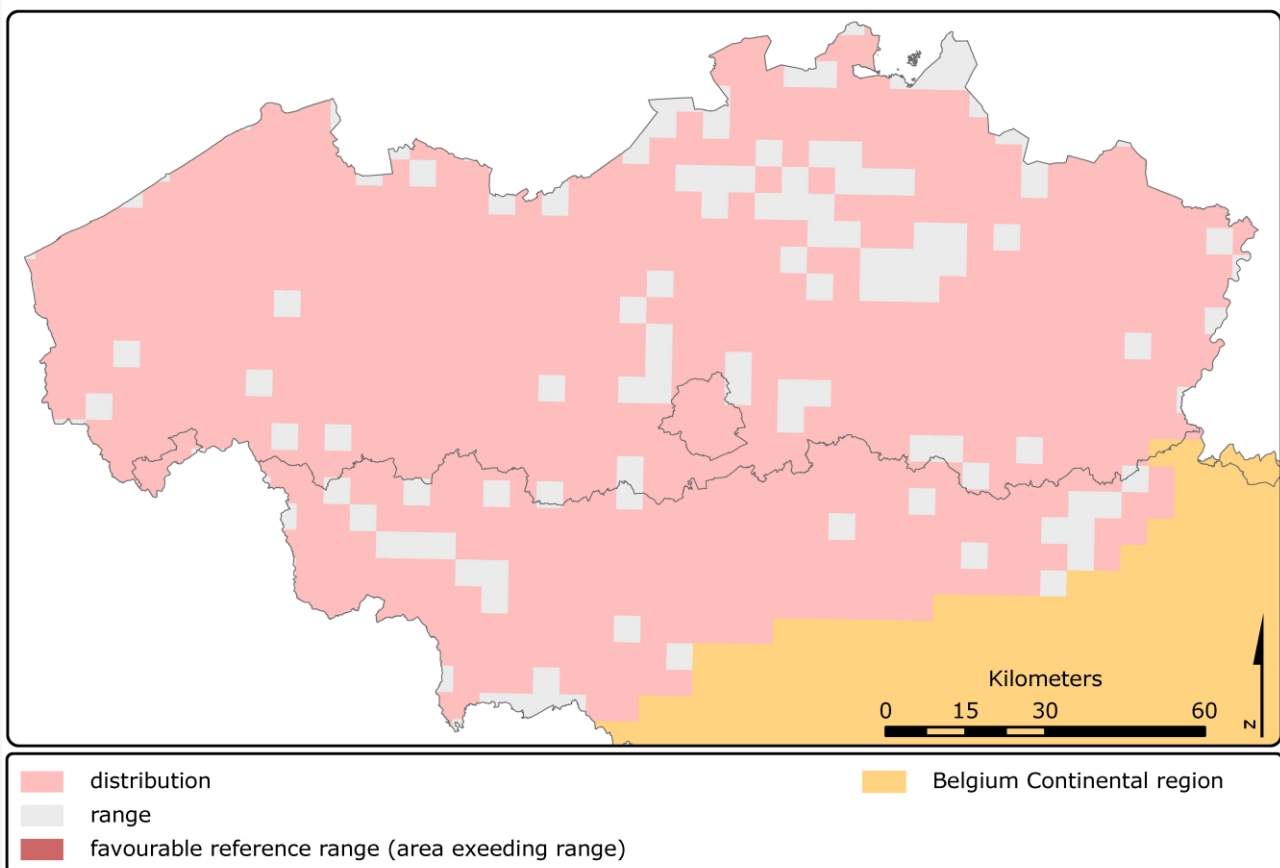 Kilometers
0 15 30 60
N
distribution
Belgium Continental region
range
favourable reference range (area exeeding range)